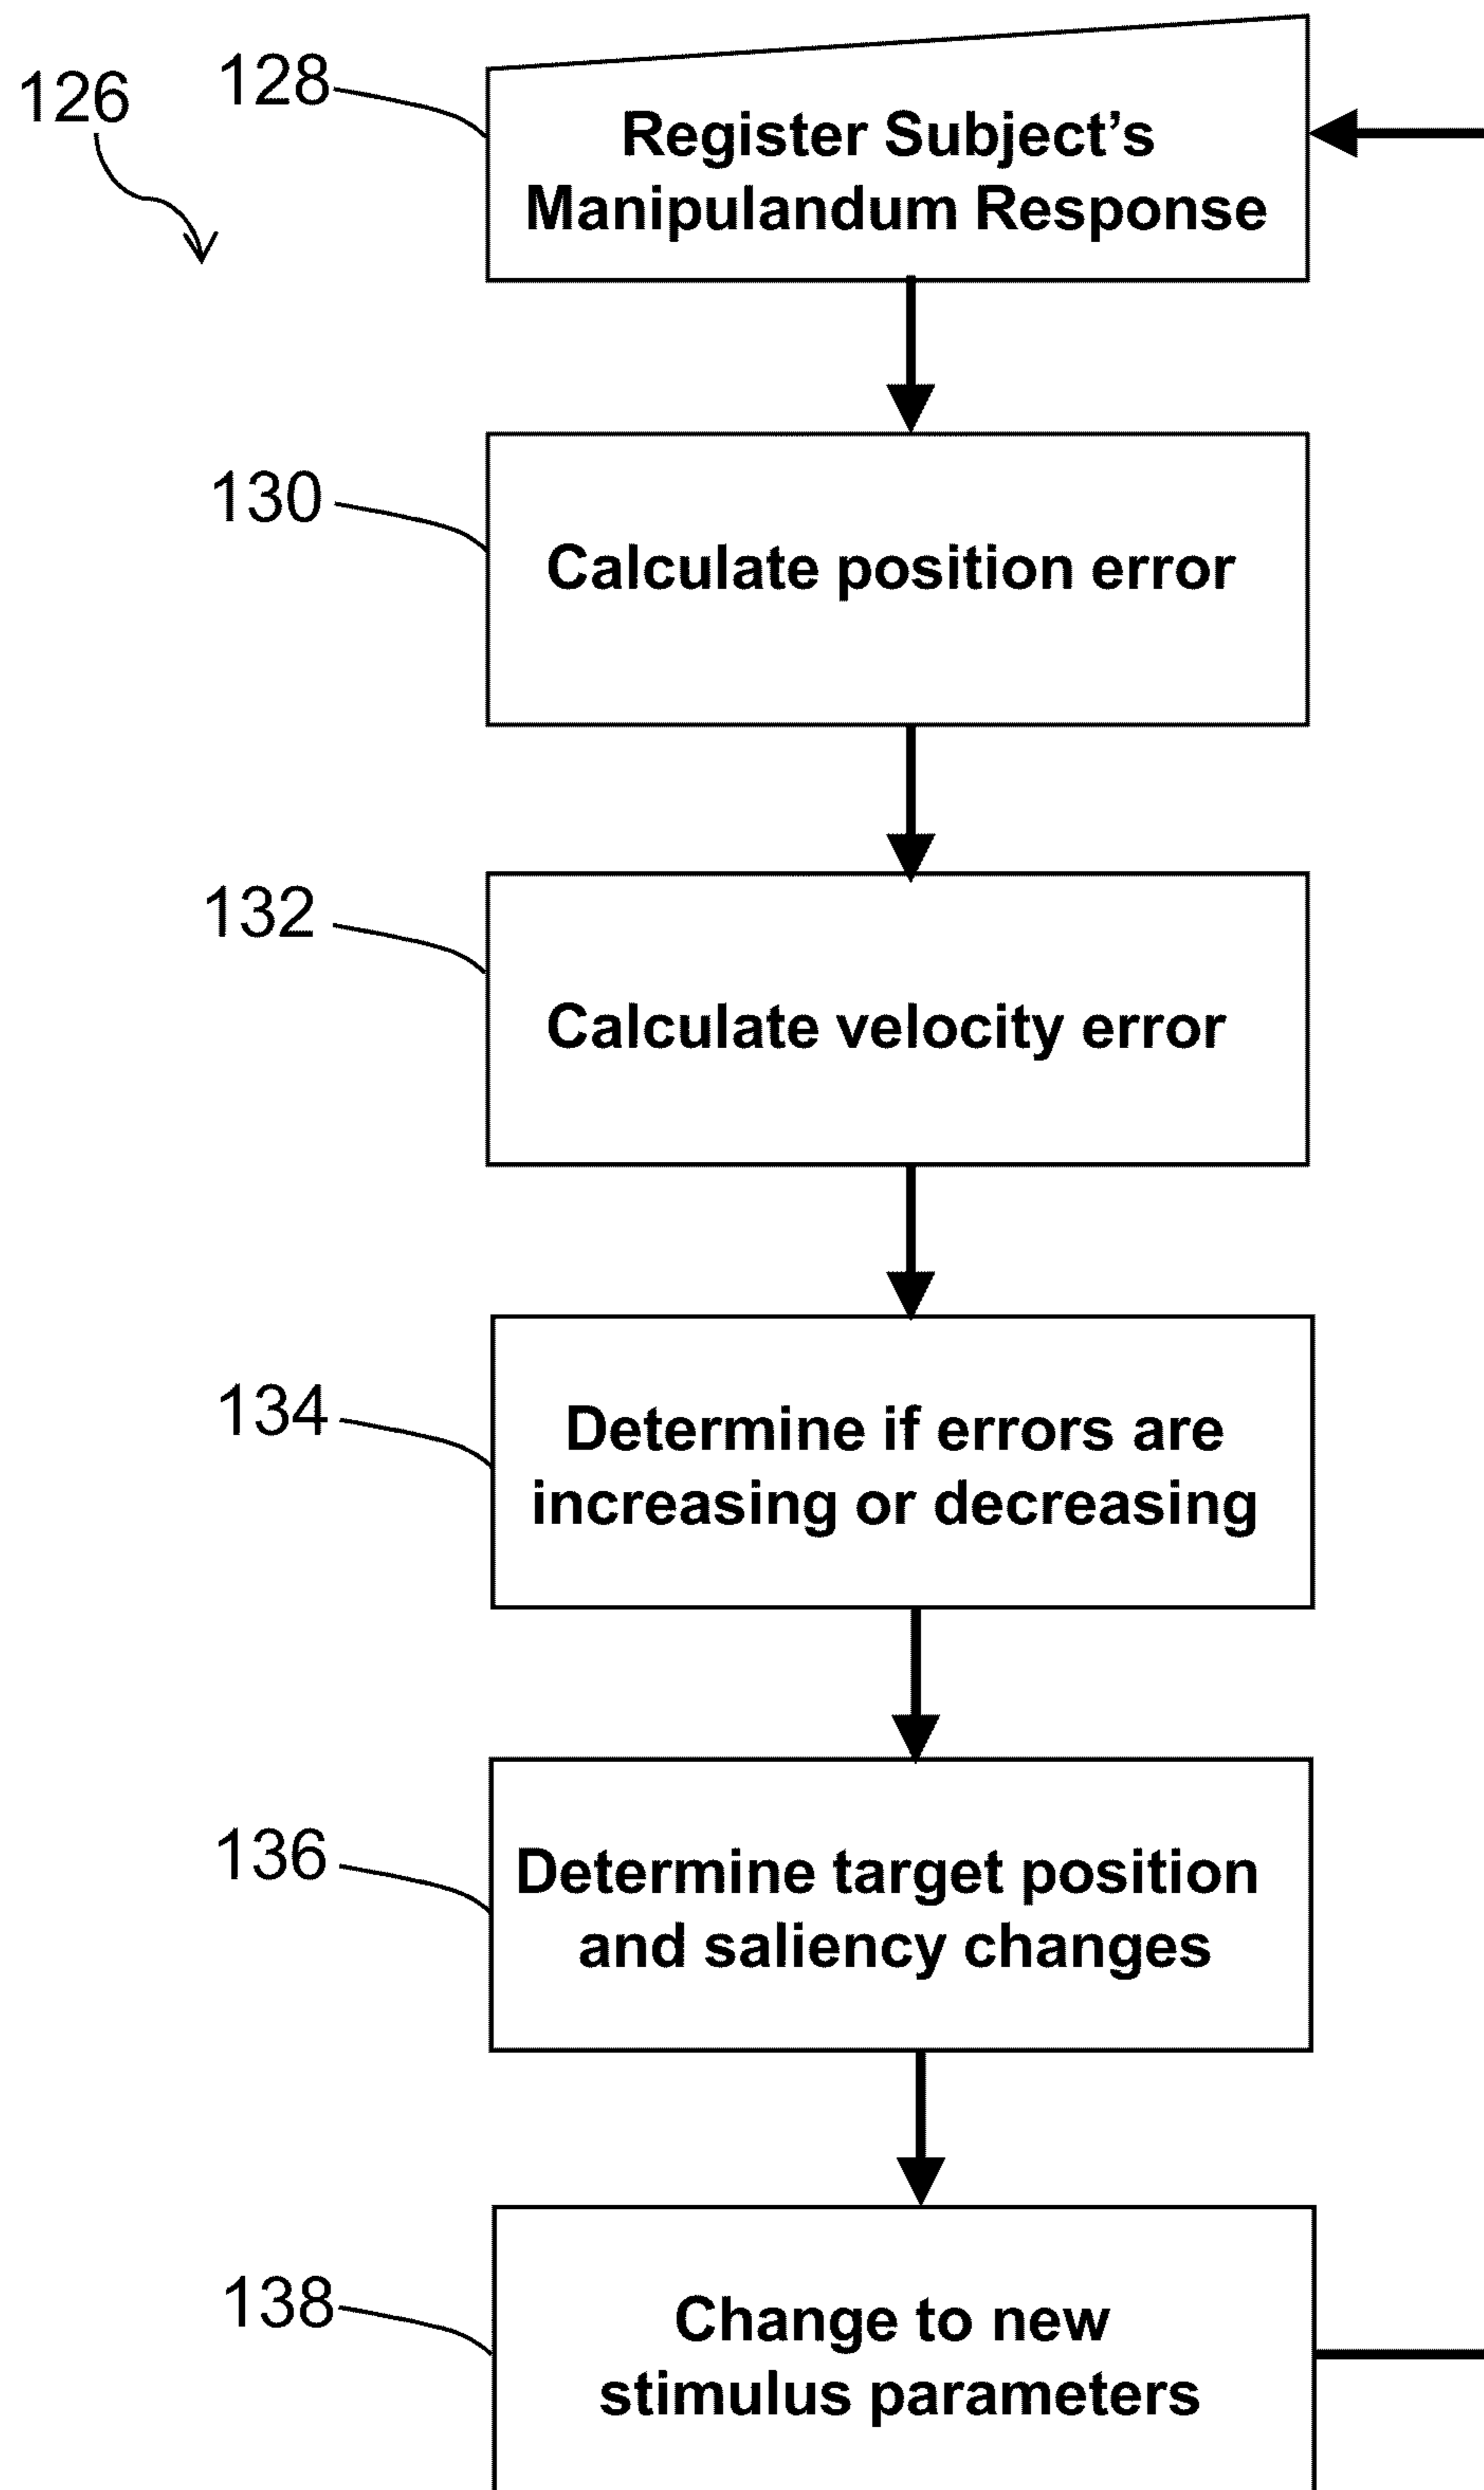 126
128
Register Subject's
Manipulandum Response
130
Calculate position error
132
Calculate velocity error
134
Determine if errors are
increasing or decreasing
136
Determine target position
and saliency changes
138
Change to new
stimulus parameters